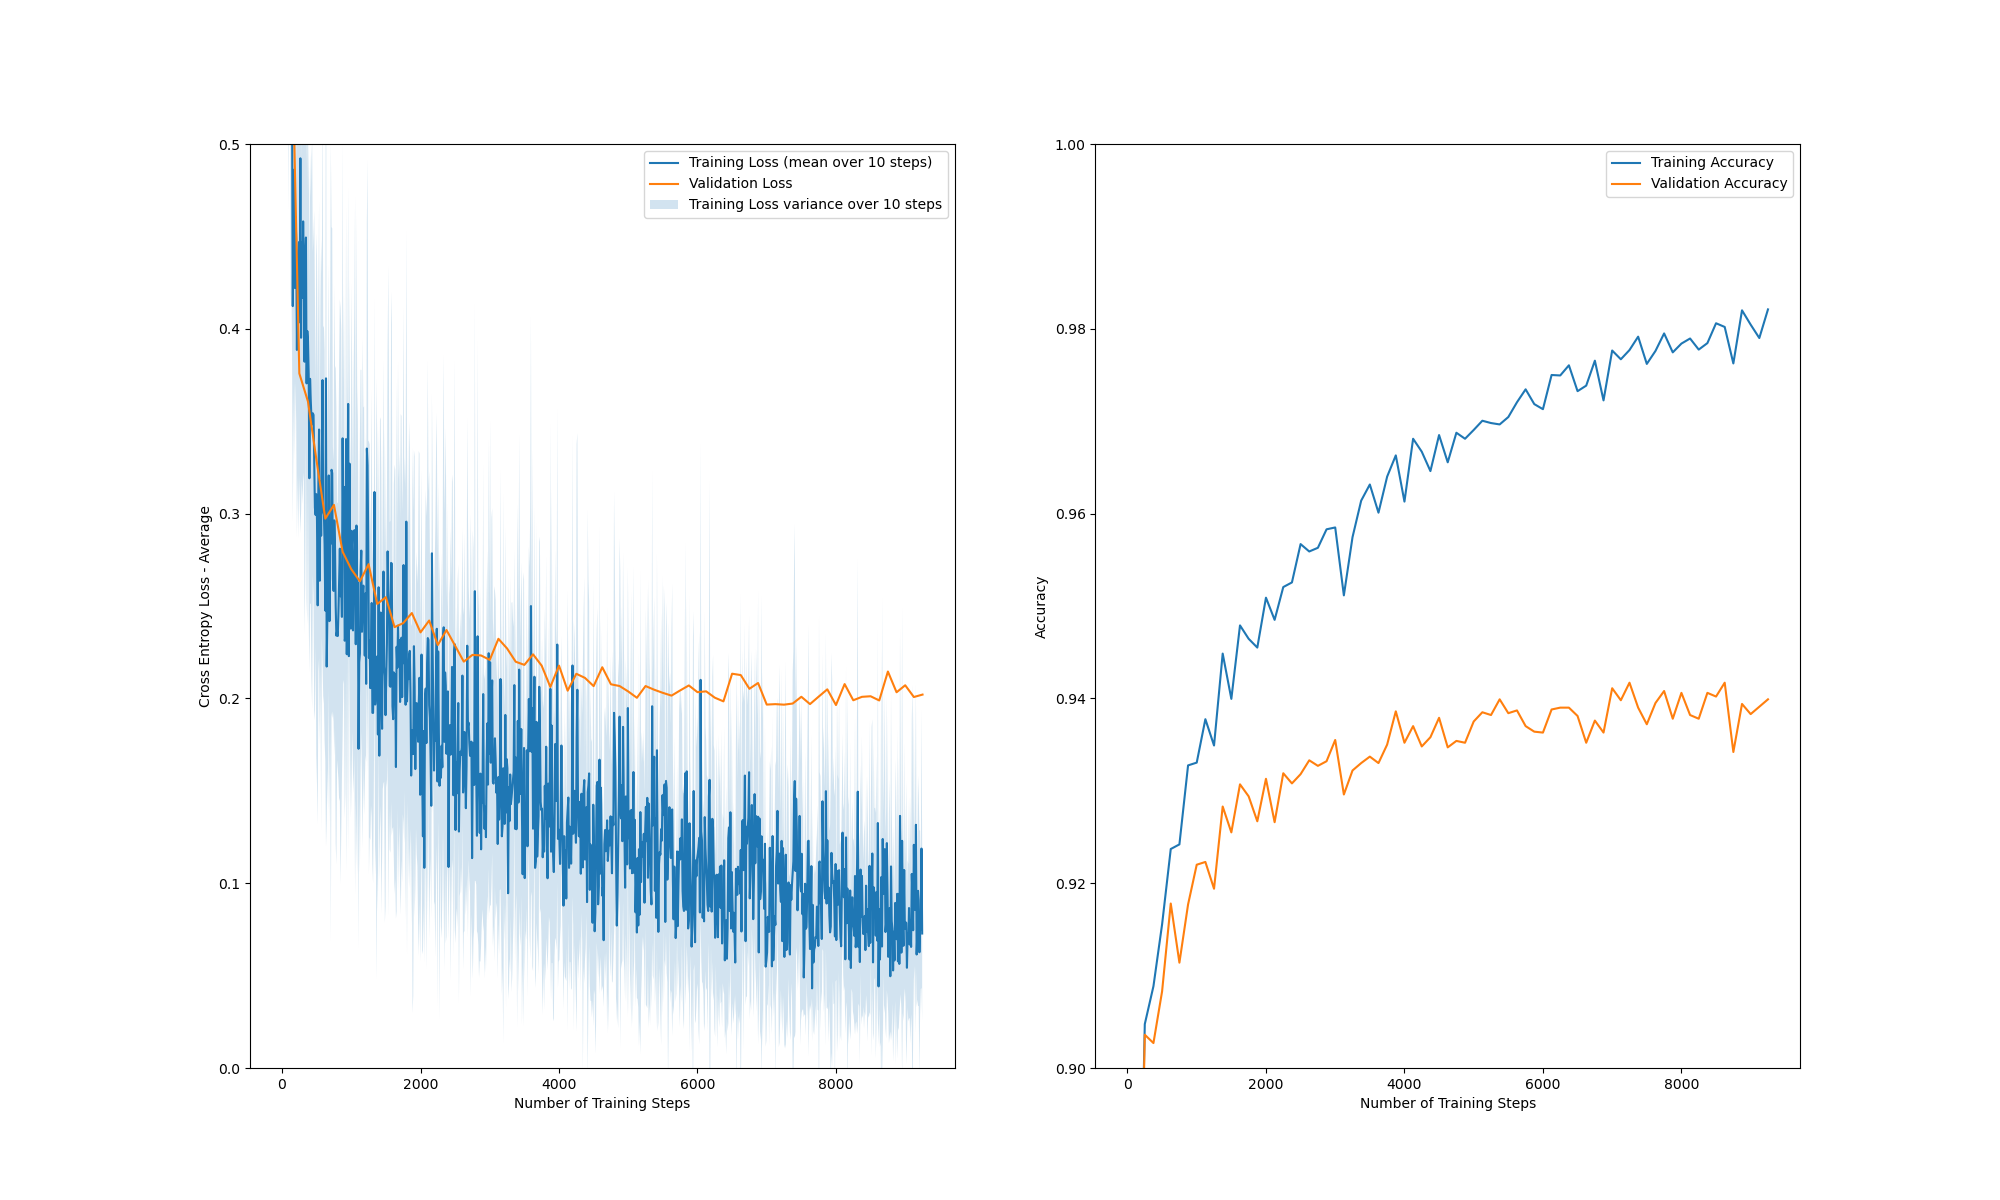 Training Loss (mean over 10 steps)
Validation Loss
Training Loss variance over 10 steps
Cross Entropy Loss - Average
0.5
0.4
0.3
0.2
0.1
0.0
0
2000
4000
6000
8000
Number of Training Steps
Training Accuracy
Validation Accuracy
Accuracy
1.00
0.98
0.96
0.94
0.92
0.90
0
2000
4000
6000
8000
Number of Training Steps